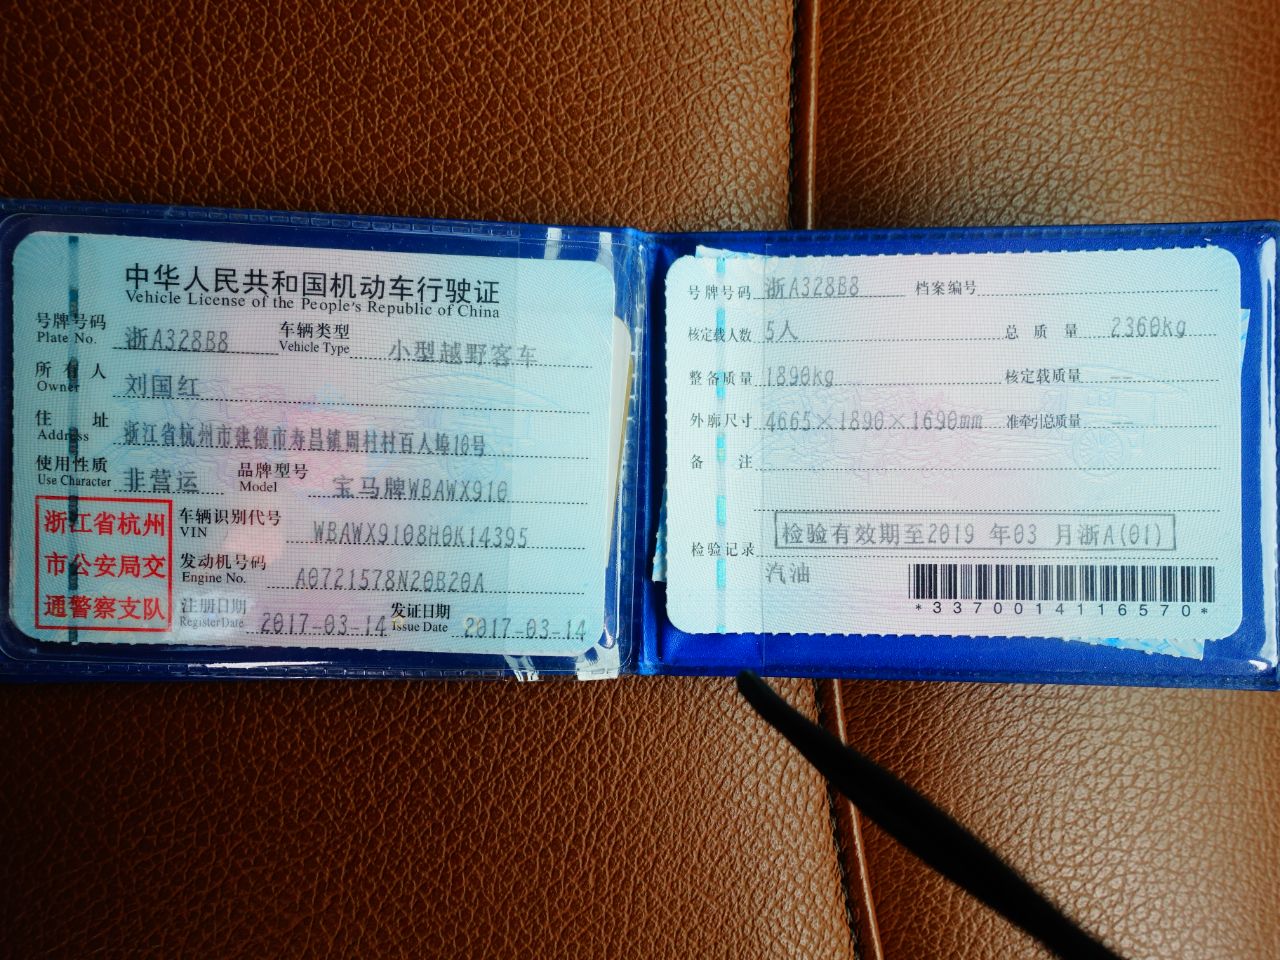 中华人民共和国机动车行驶证
Vehicle License of the People's Republic of China
号牌号码 浙A328B8 车辆类型 小型越野客车
Plate No. Vehicle Type
所有人 刘国红
Owner
住址 浙江省杭州市建德市寿昌镇周村村百人埠10号
Address
使用性质 非营运 品牌型号 宝马牌WBAWX910
Use Character Model
浙江省杭州
市公安局交
通警察支队
车辆识别代号 WBAWX9108H0K14395
VIN
发动机号码 A0721578N20B20A
Engine No.
注册日期 2017-03-14 发证日期 2017-03-14
Register Date Issue Date
号牌号码 浙A328B8 档案编号
核定载人数 5人 总质量 2360kg
整备质量 1890kg 核定载质量 --
外廓尺寸 4665×1890×1690mm 准牵引总质量 --
备注
检验记录 检验有效期至2019 年03 月浙A(01)
汽油
*3370014116570*